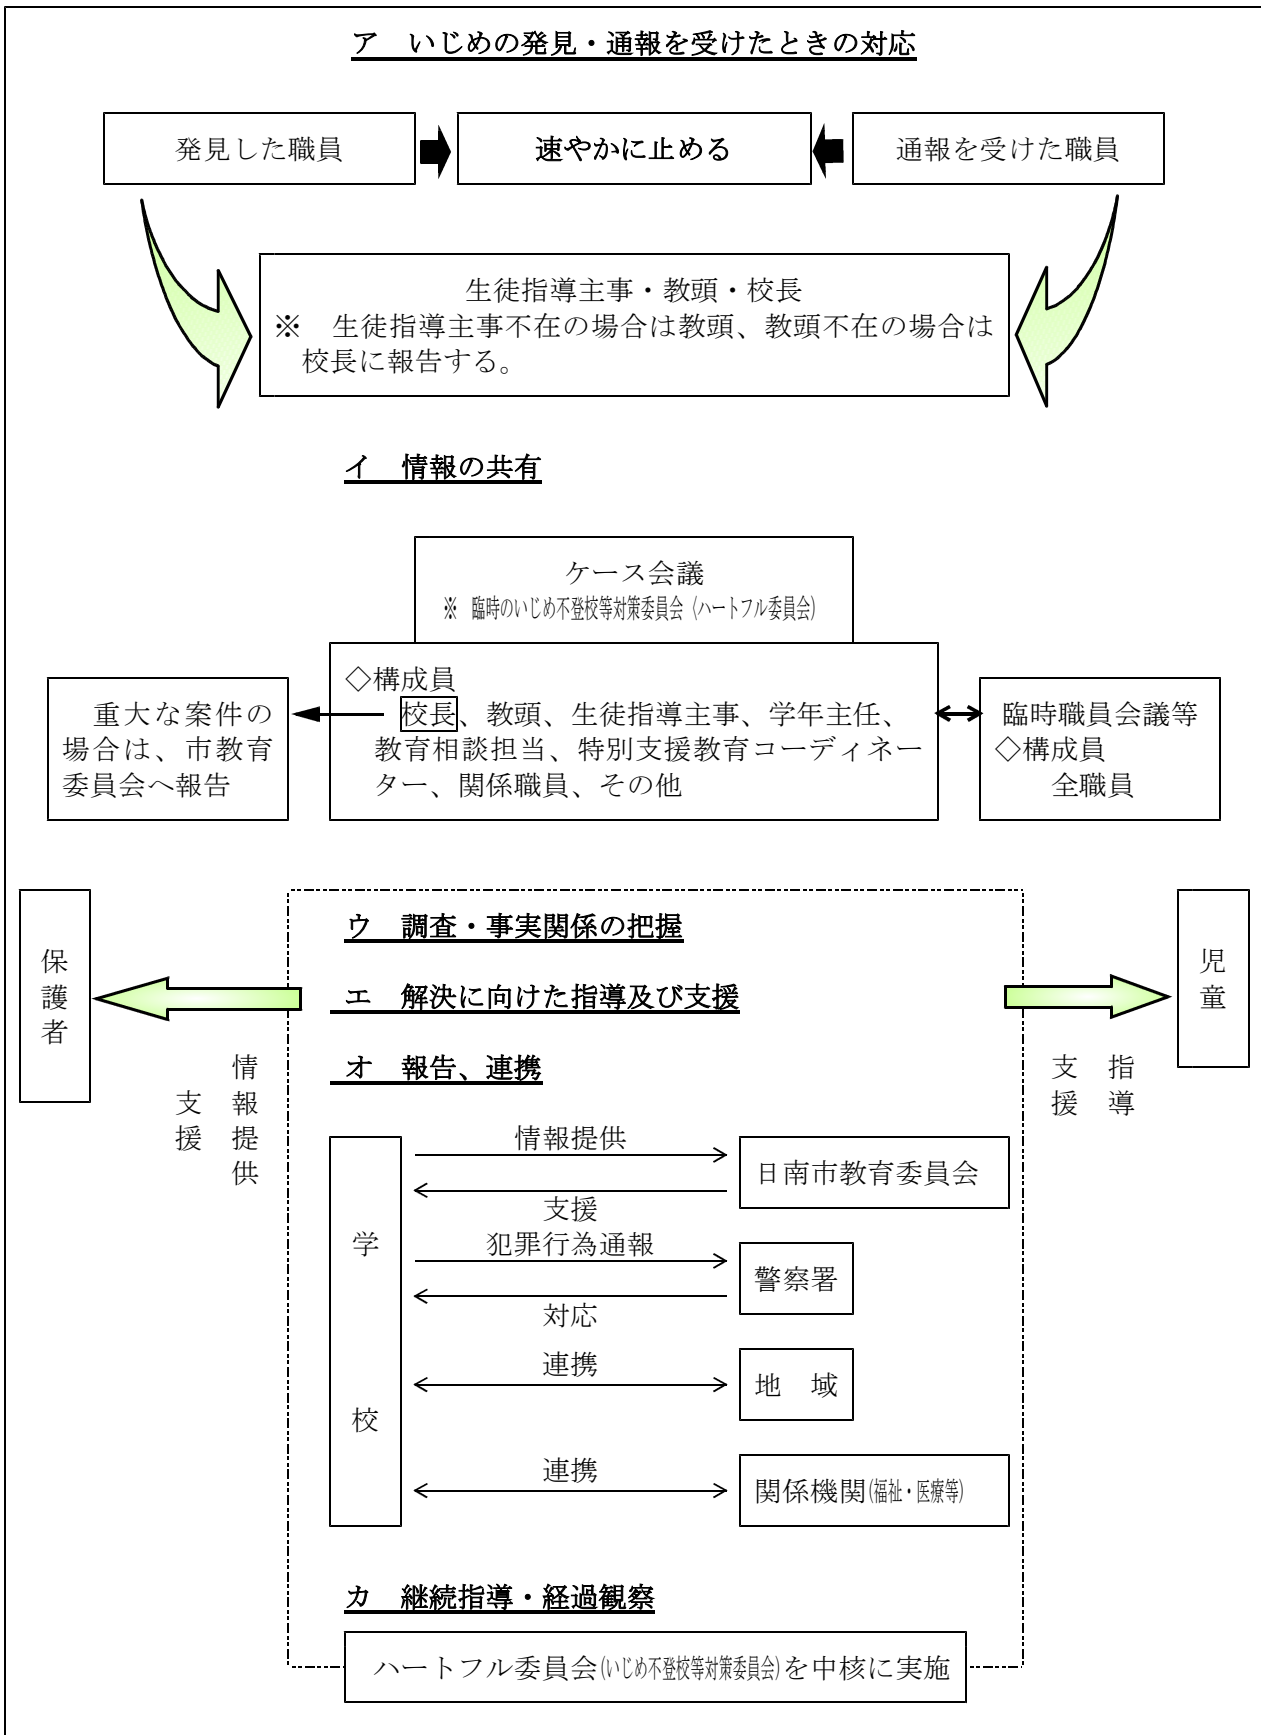 ア　いじめの発見・通報を受けたときの対応
発見した職員
速やかに止める
通報を受けた職員
生徒指導主事・教頭・校長
※　生徒指導主事不在の場合は教頭、教頭不在の場合は
校長に報告する。
イ　情報の共有
ケース会議
※　臨時のいじめ不登校等対策委員会（ハートフル委員会）
重大な案件の
場合は、市教育
委員会へ報告
◇構成員
校長、教頭、生徒指導主事、学年主任、
教育相談担当、特別支援教育コーディネー
ター、関係職員、その他
臨時職員会議等
◇構成員
全職員
保護者
情報提供
支援
ウ　調査・事実関係の把握
エ　解決に向けた指導及び支援
オ　報告、連携
児童
指導
支援
学校
情報提供
支援
日南市教育委員会
犯罪行為通報
対応
警察署
連携
地　域
連携
関係機関(福祉・医療等)
カ　継続指導・経過観察
ハートフル委員会(いじめ不登校等対策委員会)を中核に実施